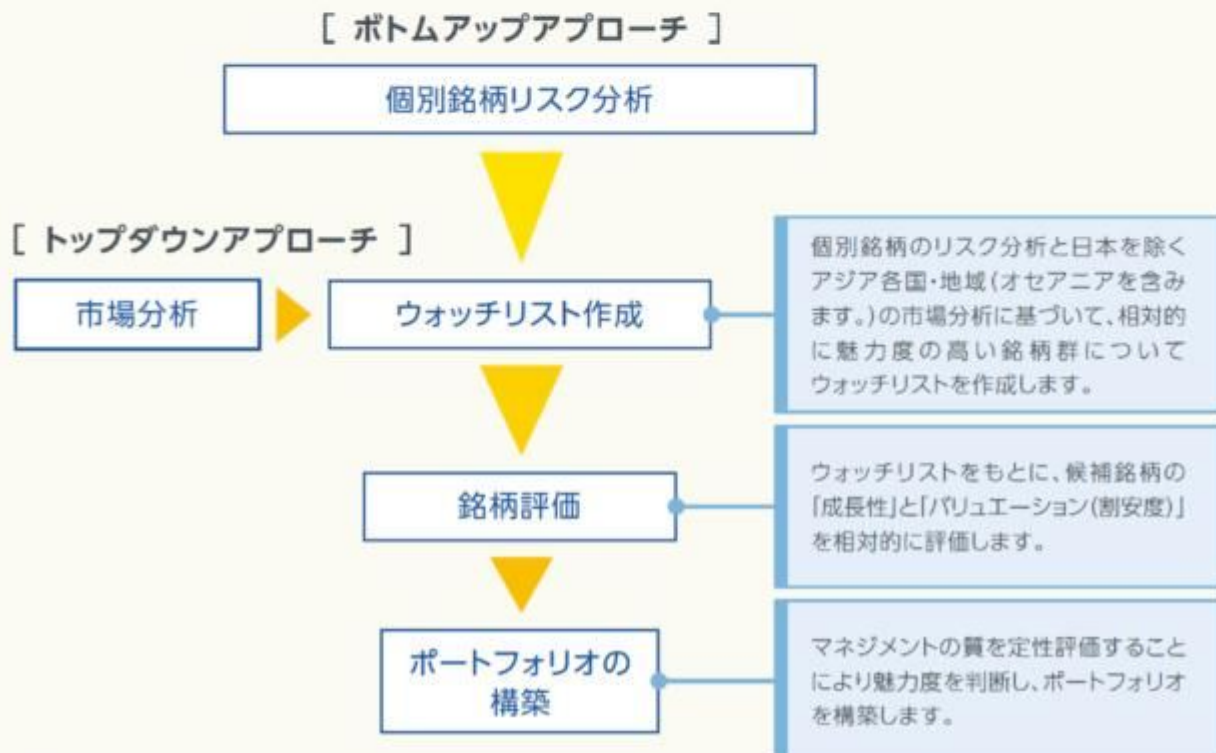 [ ボトムアップアプローチ ]
個別銘柄リスク分析
[ トップダウンアプローチ ]
市場分析
ウォッチリスト作成
個別銘柄のリスク分析と日本を除く
アジア各国・地域(オセアニアを含み
ます。)の市場分析に基づいて、相対的
に魅力度の高い銘柄群について
ウォッチリストを作成します。
銘柄評価
ウォッチリストをもとに、候補銘柄の
「成長性」と「バリュエーション(割安度)」
を相対的に評価します。
ポートフォリオの
構築
マネジメントの質を定性評価すること
により魅力度を判断し、ポートフォリオ
を構築します。